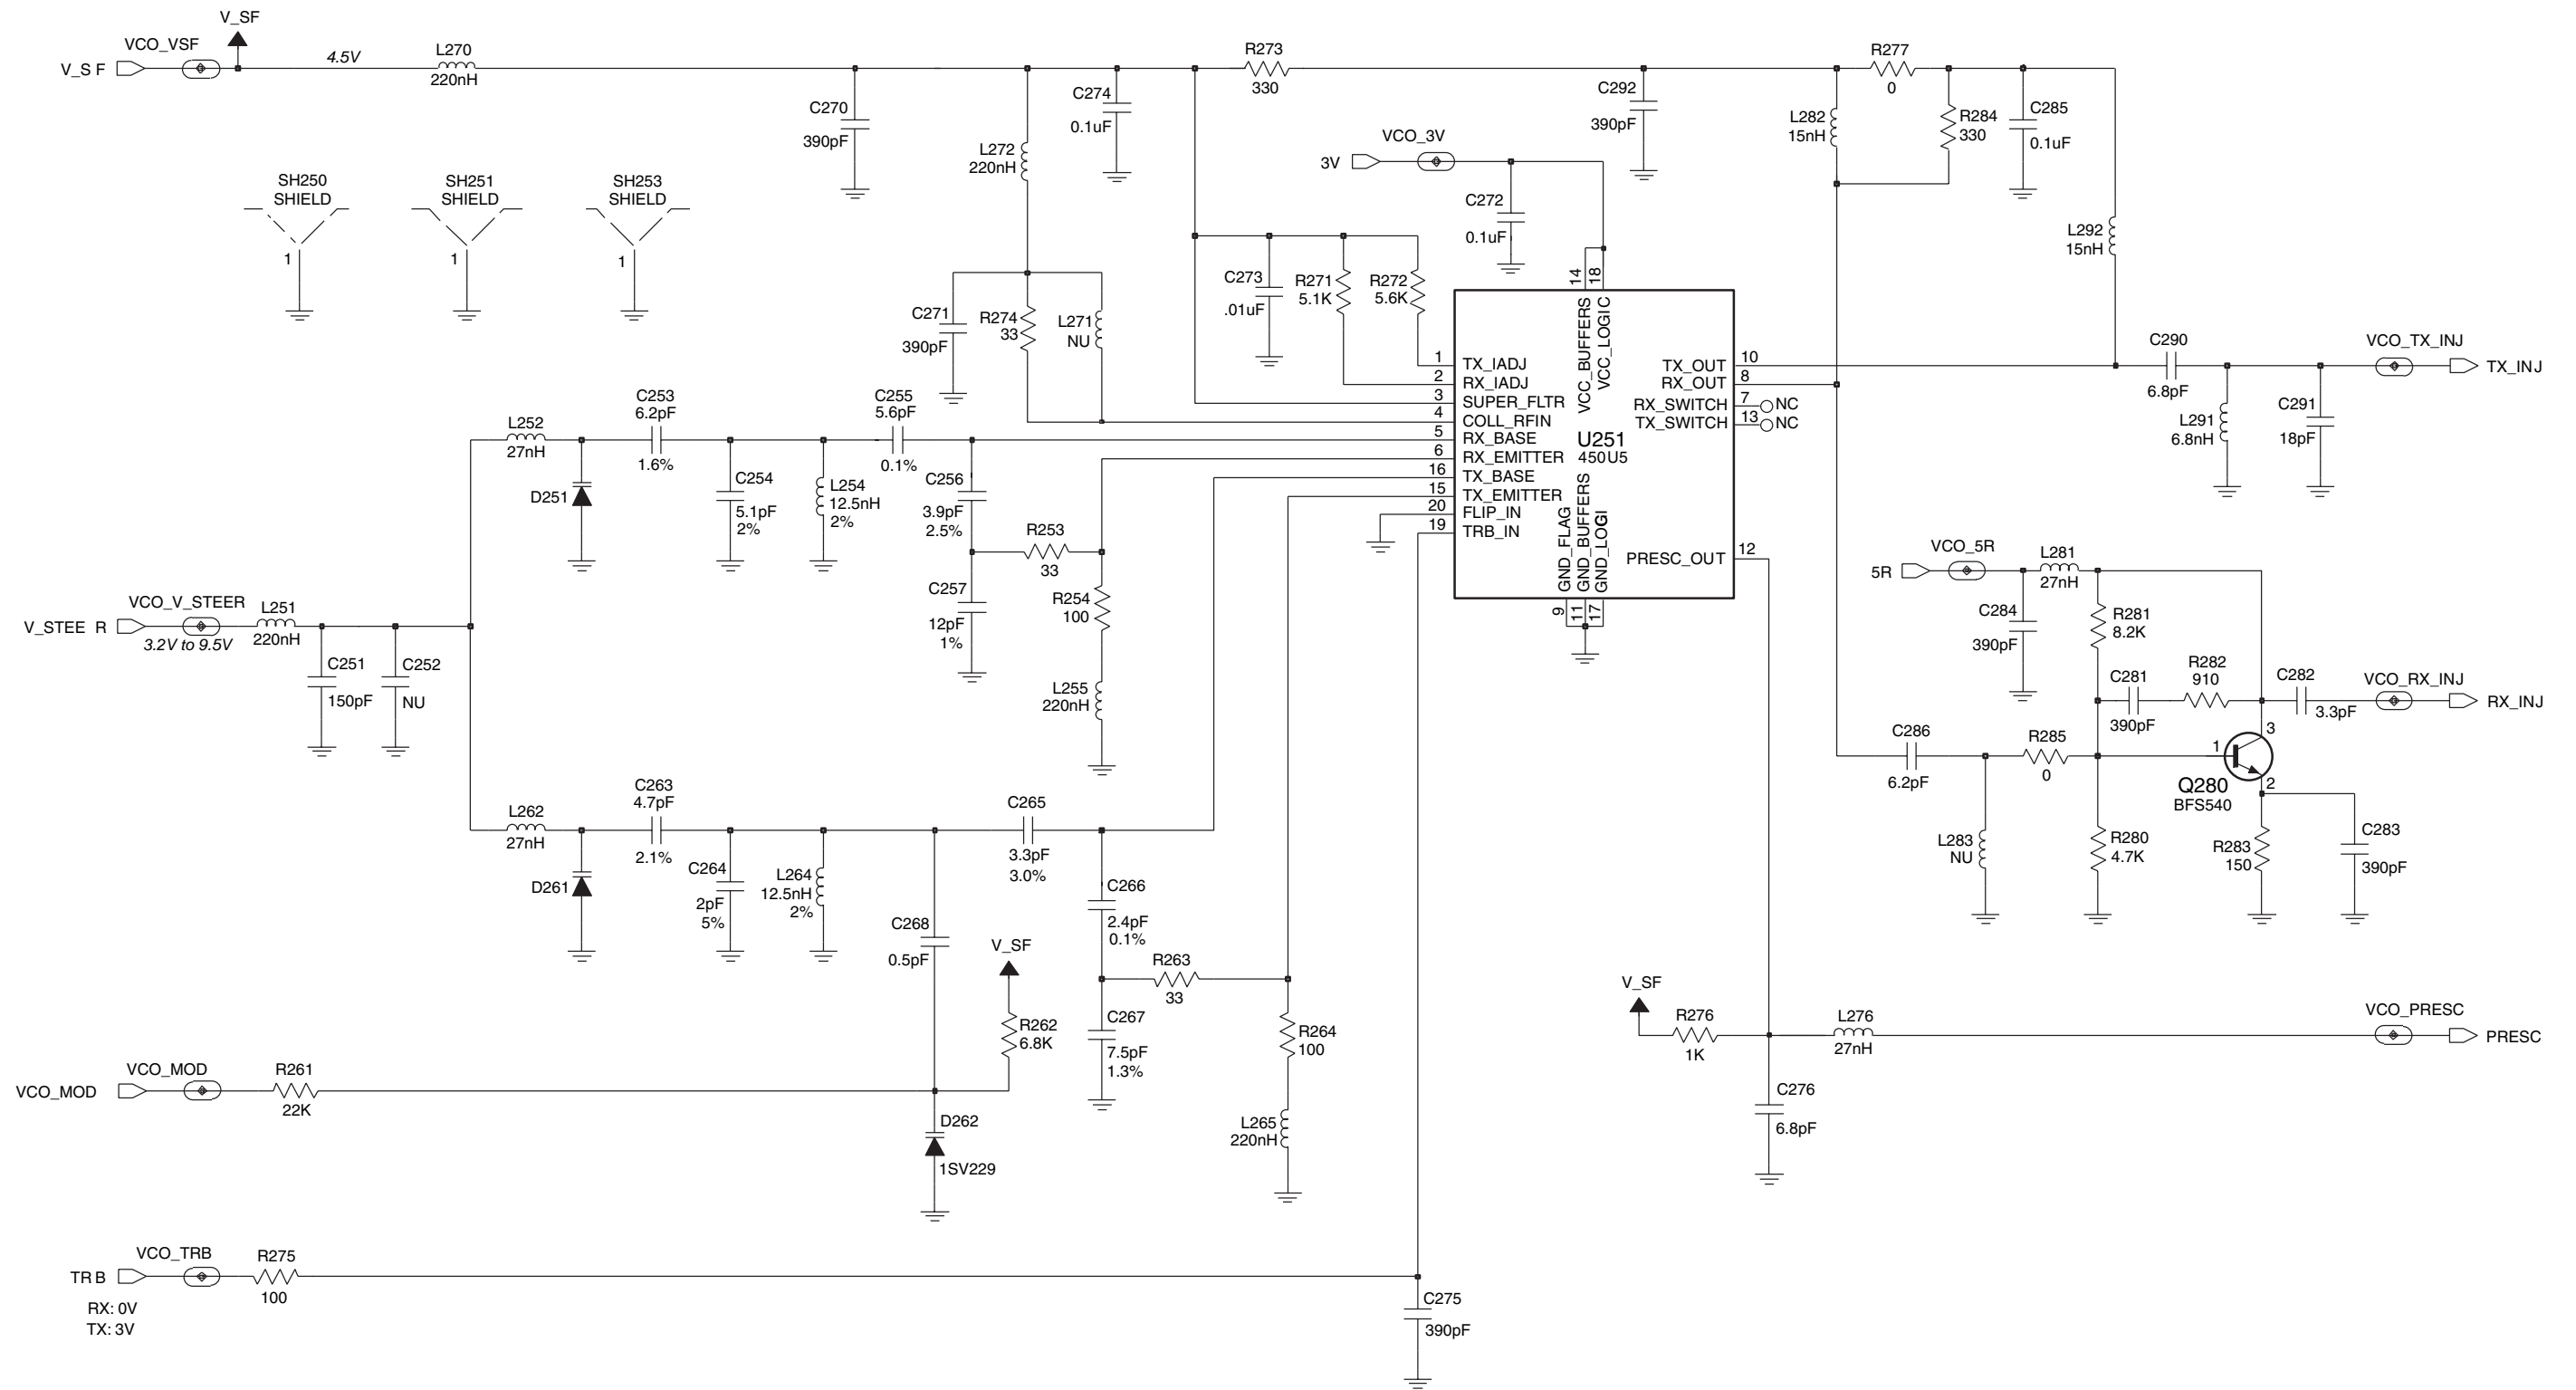 V_SF
VCO_VSF
V_S F
4.5V
L270
220nH
R273
330
R277
0
C270
390pF
C274
0.1uF
L272
220nH
C292
390pF
L282
15nH
R284
330
C285
0.1uF
VCO_3V
3V
C272
0.1uF
L292
15nH
SH250
SHIELD
1
SH251
SHIELD
1
SH253
SHIELD
1
C271
390pF
R274
33
L271
NU
C273
.01uF
R271
5.1K
R272
5.6K
14
18
VCC_BUFFERS
VCC_LOGIC
1 TX_IADJ
2 RX_IADJ
3 SUPER_FLTR
4 COLL_RFIN
5 RX_BASE
6 RX_EMITTER
16 TX_BASE
15 TX_EMITTER
20 FLIP_IN
19 TRB_IN
U251
450U5
TX_OUT 10
RX_OUT 8
RX_SWITCH 7 NC
TX_SWITCH 13 NC
PRESC_OUT 12
GND_FLAG
GND_BUFFERS
GND_LOGI
9
11
17
C290
6.8pF
VCO_TX_INJ
TX_INJ
L291
6.8nH
C291
18pF
L252
27nH
C253
6.2pF
1.6%
C255
5.6pF
0.1%
D251
C254
5.1pF
2%
L254
12.5nH
2%
C256
3.9pF
2.5%
R253
33
C257
12pF
1%
R254
100
L255
220nH
VCO_V_STEER
V_STEE R
3.2V to 9.5V
L251
220nH
C251
150pF
C252
NU
VCO_5R
5R
L281
27nH
C284
390pF
R281
8.2K
C281
390pF
R282
910
C282
3.3pF
VCO_RX_INJ
RX_INJ
C286
6.2pF
R285
0
1
3
2
Q280
BFS540
L283
NU
R280
4.7K
R283
150
C283
390pF
L262
27nH
C263
4.7pF
2.1%
C265
3.3pF
3.0%
D261
C264
2pF
5%
L264
12.5nH
2%
C268
0.5pF
C266
2.4pF
0.1%
V_SF
R262
6.8K
R263
33
C267
7.5pF
1.3%
R264
100
L265
220nH
VCO_MOD
VCO_MOD
R261
22K
D262
1SV229
V_SF
R276
1K
L276
27nH
VCO_PRESC
PRESC
C276
6.8pF
VCO_TRB
TR B
R275
100
RX: 0V
TX: 3V
C275
390pF